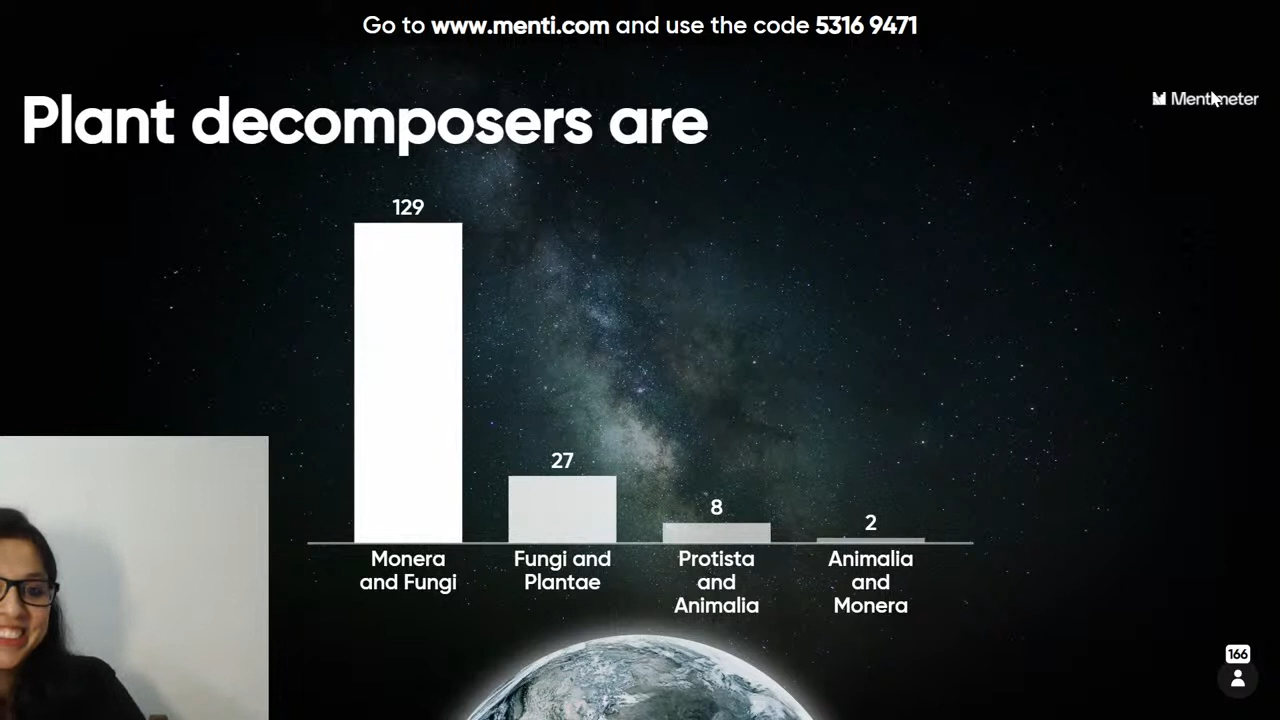 Go to www.menti.com and use the code 5316 9471
Mentimeter
Plant decomposers are
129
27
8
2
Monera
and Fungi
Fungi and
Plantae
Protista
and
Animalia
Animalia
and
Monera
166